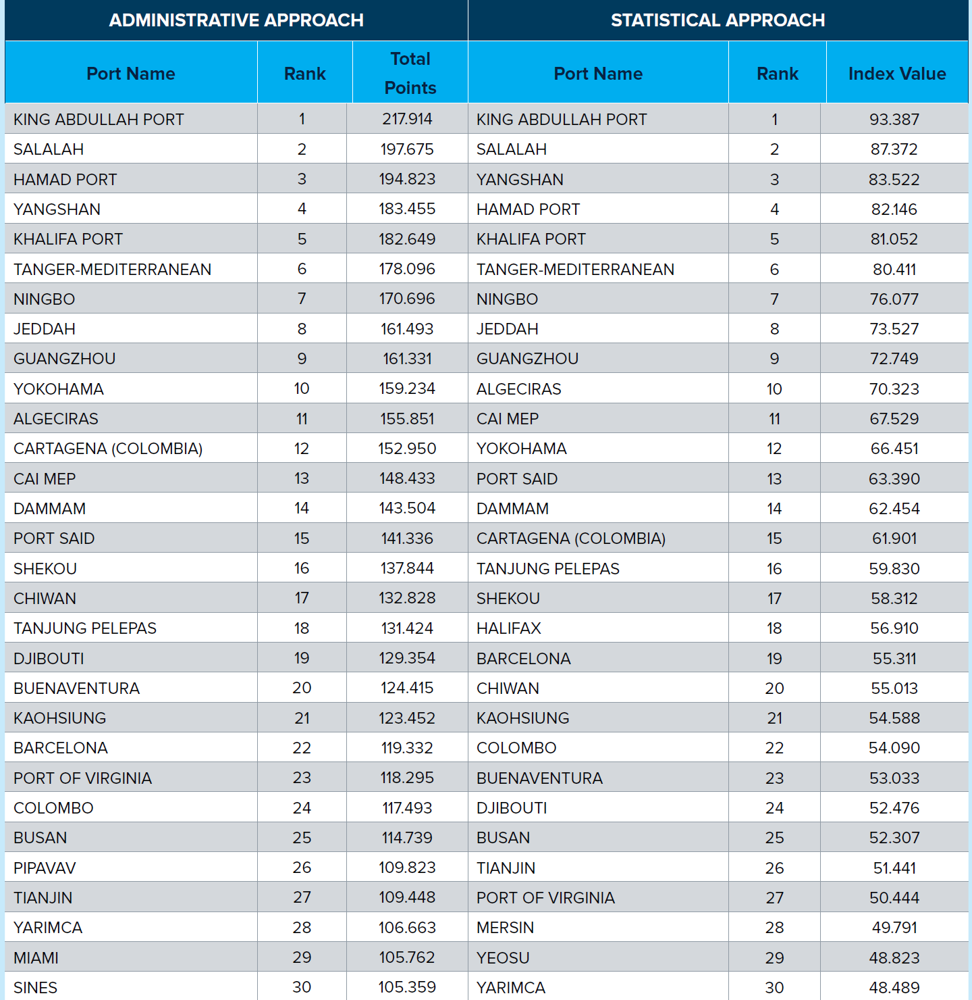 ADMINISTRATIVE APPROACH STATISTICAL APPROACH
Port Name Rank Total Points Port Name Rank Index Value
KING ABDULLAH PORT 1 217.914 KING ABDULLAH PORT 1 93.387
SALALAH 2 197.675 SALALAH 2 87.372
HAMAD PORT 3 194.823 YANGSHAN 3 83.522
YANGSHAN 4 183.455 HAMAD PORT 4 82.146
KHALIFA PORT 5 182.649 KHALIFA PORT 5 81.052
TANGER-MEDITERRANEAN 6 178.096 TANGER-MEDITERRANEAN 6 80.411
NINGBO 7 170.696 NINGBO 7 76.077
JEDDAH 8 161.493 JEDDAH 8 73.527
GUANGZHOU 9 161.331 GUANGZHOU 9 72.749
YOKOHAMA 10 159.234 ALGECIRAS 10 70.323
ALGECIRAS 11 155.851 CAI MEP 11 67.529
CARTAGENA (COLOMBIA) 12 152.950 YOKOHAMA 12 66.451
CAI MEP 13 148.433 PORT SAID 13 63.390
DAMMAM 14 143.504 DAMMAM 14 62.454
PORT SAID 15 141.336 CARTAGENA (COLOMBIA) 15 61.901
SHEKOU 16 137.844 TANJUNG PELEPAS 16 59.830
CHIWAN 17 132.828 SHEKOU 17 58.312
TANJUNG PELEPAS 18 131.424 HALIFAX 18 56.910
DJIBOUTI 19 129.354 BARCELONA 19 55.311
BUENAVENTURA 20 124.415 CHIWAN 20 55.013
KAOHSIUNG 21 123.452 KAOHSIUNG 21 54.588
BARCELONA 22 119.332 COLOMBO 22 54.090
PORT OF VIRGINIA 23 118.295 BUENAVENTURA 23 53.033
COLOMBO 24 117.493 DJIBOUTI 24 52.476
BUSAN 25 114.739 BUSAN 25 52.307
PIPAVAV 26 109.823 TIANJIN 26 51.441
TIANJIN 27 109.448 PORT OF VIRGINIA 27 50.444
YARIMCA 28 106.663 MERSIN 28 49.791
MIAMI 29 105.762 YEOSU 29 48.823
SINES 30 105.359 YARIMCA 30 48.489